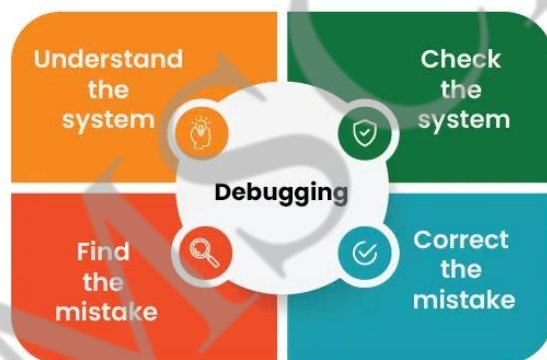 Understand
the
system
Check
the
system
Debugging
Find
the
mistake
Correct
the
mistake